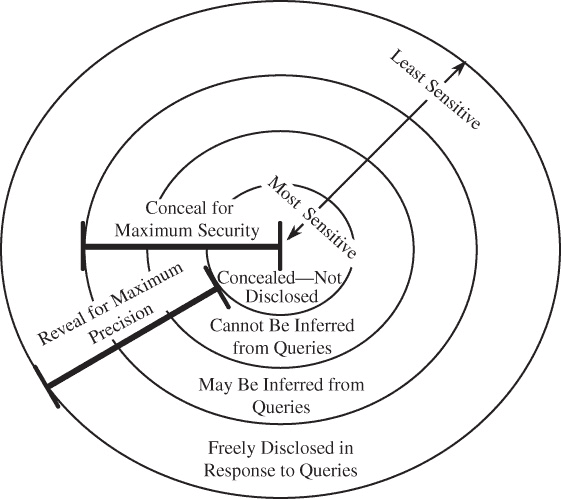 Least Sensitive
Most Sensitive
Conceal for
Maximum Security
Concealed—Not
Disclosed
Reveal for Maximum
Precision
Cannot Be Inferred
from Queries
May Be Inferred from
Queries
Freely Disclosed in
Response to Queries